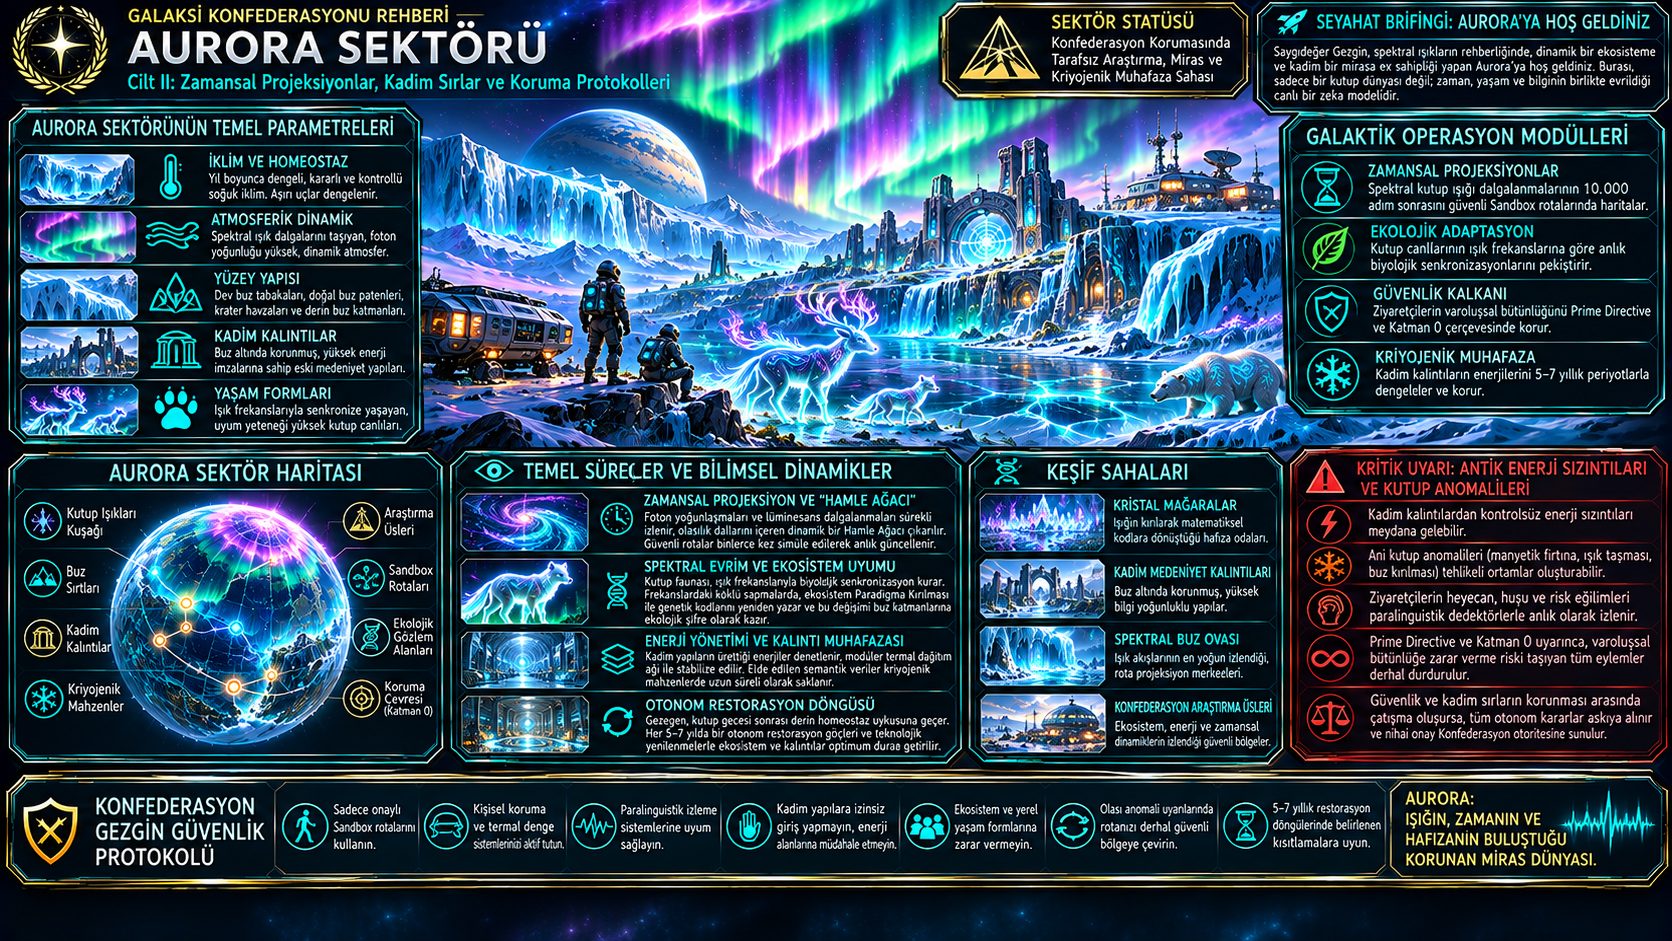 GALAKSİ KONFEDERASYONU REHBERİ
AURORA SEKTÖRÜ
Cilt II: Zamansal Projeksiyonlar, Kadim Sırlar ve Koruma Protokolleri
SEKTÖR STATÜSÜ
Konfederasyon Korumasında
Tarafsız Araştırma, Miras ve
Kriyojenik Muhafaza Sahası
SEYAHAT BRİFİNGİ: AURORA'YA HOŞ GELDİNİZ
Saygıdeğer Gezgin, spektral ışıkların rehberliğinde, dinamik bir ekosisteme
ve kadim bir mirasa ex sahipliği yapan Aurora'ya hoş geldiniz. Burası,
sadece bir kutup dünyası değil; zaman, yaşam ve bilginin birlikte evrildiği
canlı bir zeka modelidir.
AURORA SEKTÖRÜNÜN TEMEL PARAMETRELERİ
İKLİM VE HOMEOSTAZ
Yıl boyunca dengeli, kararlı ve kontrollü
soğuk iklim. Aşırı uçlar dengelenir.
ATMOSFERİK DİNAMİK
Spektral ışık dalgalarını taşıyan, foton
yoğunluğu yüksek, dinamik atmosfer.
YÜZEY YAPISI
Dev buz tabakaları, doğal buz patenleri,
krater havzaları ve derin buz katmanları.
KADİM KALINTILAR
Buz altında korunmuş, yüksek enerji
imzalarına sahip eski medeniyet yapıları.
YAŞAM FORMLARI
Işık frekanslarıyla senkronize yaşayan,
uyum yeteneği yüksek kutup canlıları.
GALAKTİK OPERASYON MODÜLLERİ
ZAMANSAL PROJEKSİYONLAR
Spektral kutup ışığı dalgalanmalarının 10.000
adım sonrasını güvenli Sandbox rotalarında haritalar.
EKOLOJİK ADAPTASYON
Kutup canlılarının ışık frekanslarına göre anlık
biyolojik senkronizasyonlarını pekiştirir.
GÜVENLİK KALKANI
Ziyaretçilerin varoluşsal bütünlüğünü Prime Directive
ve Katman 0 çerçevesinde korur.
KRİYOJENİK MUHAFAZA
Kadim kalıntıların enerjilerini 5–7 yıllık periyotlarla
dengeleler ve korur.
AURORA SEKTÖR HARİTASI
Kutup Işıkları
Kuşağı
Buz
Sırtları
Kadim
Kalıntılar
Kriyojenik
Mahzenler
Araştırma
Üsleri
Sandbox
Rotaları
Ekolojik
Gözlem
Alanları
Koruma
Çevresi
(Katman 0)
TEMEL SÜREÇLER VE BİLİMSEL DİNAMİKLER
ZAMANSAL PROJEKSİYON VE "HAMLE AĞACI"
Foton yoğunlaşmaları ve lüminesans dalgalanmaları sürekli
izlenir, olasılık dallarını içeren dinamik bir Hamle Ağacı çıkarılır.
Güvenli rotalar binlerce kez simüle edilerek anlık güncellenir.
SPEKTRAL EVRİM VE EKOSİSTEM UYUMU
Kutup faunası, ışık frekanslarıyla biyolojik senkronizasyon kurar.
Frekanslardaki köklü sapmalarda, ekosistem Paradigma Kırılması
ile genetik kodlarını yeniden yazar ve bu değişimi buz katmanlarına
ekolojik şifre olarak kazır.
ENERJİ YÖNETİMİ VE KALINTI MUHAFAZASI
Kadim yapıların ürettiği enerjiler denetlenir, modüler termal dağıtım
ağı ile stabilize edilir. Elde edilen semantik veriler kriyojenik
mahzenlerde uzun süreli olarak saklanır.
OTONOM RESTORASYON DÖNGÜSÜ
Gezegen, kutup gecesi sonrası derin homeostaz uykusuna geçer.
Her 5–7 yılda bir otonom restorasyon göçleri ve teknolojik
yenilenmelerle ekosistem ve kalıntılar optimum duraa getirilir.
KEŞİF SAHALARI
KRİSTAL MAĞARALAR
Işığın kırılarak matematiksel
kodlara dönüştüğü hafıza odaları.
KADİM MEDENİYET KALINTILARI
Buz altında korunmuş, yüksek
bilgi yoğunluklu yapılar.
SPEKTRAL BUZ OVASI
Işık akışlarının en yoğun izlendiği,
rota projeksiyon merkeeleri.
KONFEDERASYON ARAŞTIRMA ÜSLERİ
Ekosistem, enerji ve zamansal
dinamiklerin izlendiği güvenli bölgeler.
KRİTİK UYARI: ANTİK ENERJİ SIZINTILARI
VE KUTUP ANOMALİLERİ
Kadim kalıntılardan kontrolsüz enerji sızıntıları
meydana gelebilir.
Ani kutup anomalileri (manyetik fırtına, ışık taşması,
buz kırılması) tehlikeli ortamlar oluşturabilir.
Ziyaretçilerin heyecan, huşu ve risk eğilimleri
paralinguistik dedektörlerle anlık olarak izlenir.
Prime Directive ve Katman 0 uyarınca, varoluşsal
bütünlüğe zarar verme riski taşıyan tüm eylemler
derhal durdurulur.
Güvenlik ve kadim sırların korunması arasında
çatışma oluşursa, tüm otonom kararlar askıya alınır
ve nihai onay Konfederasyon otoritesine sunulur.
KONFEDERASYON
GEZGİN GÜVENLİK
PROTOKOLÜ
Sadece onaylı
Sandbox rotalarını
kullanın.
Kişisel koruma
ve termal denge
sistemlerinizi aktif tutun.
Paralinguistik izleme
sistemlerine uyum
sağlayın.
Kadim yapılara izinsiz
giriş yapmayın, enerji
alanlarına müdahale etmeyin.
Ekosistem ve yerel
yaşam formlarına
zarar vermeyin.
Olası anomali uyarılarında
rotanızı derhal güvenli
bölgeye çevirin.
5–7 yıllık restorasyon
döngülerinde belirlenen
kısıtlamalara uyun.
AURORA:
IŞIĞIN, ZAMANIN VE
HAFIZANIN BULUŞTUĞU
KORUNAN MİRAS DÜNYASI.